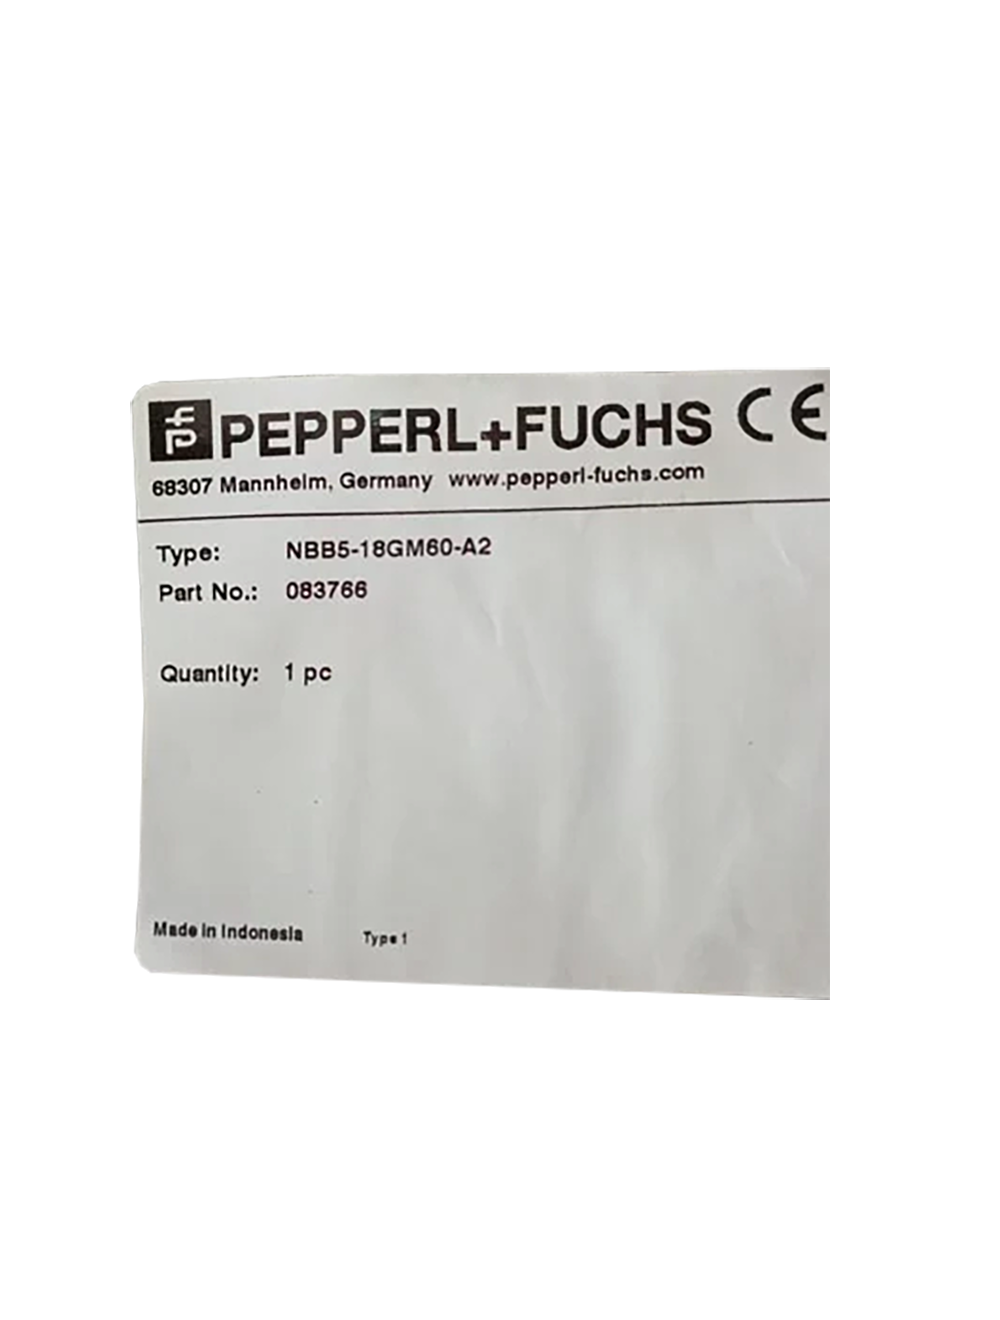 fp PEPPERL+FUCHS CE
68307 Mannheim, Germany www.pepperl-fuchs.com
Type: NBB5-18GM60-A2
Part No.: 083766
Quantity: 1 pc
Made in Indonesia Type 1